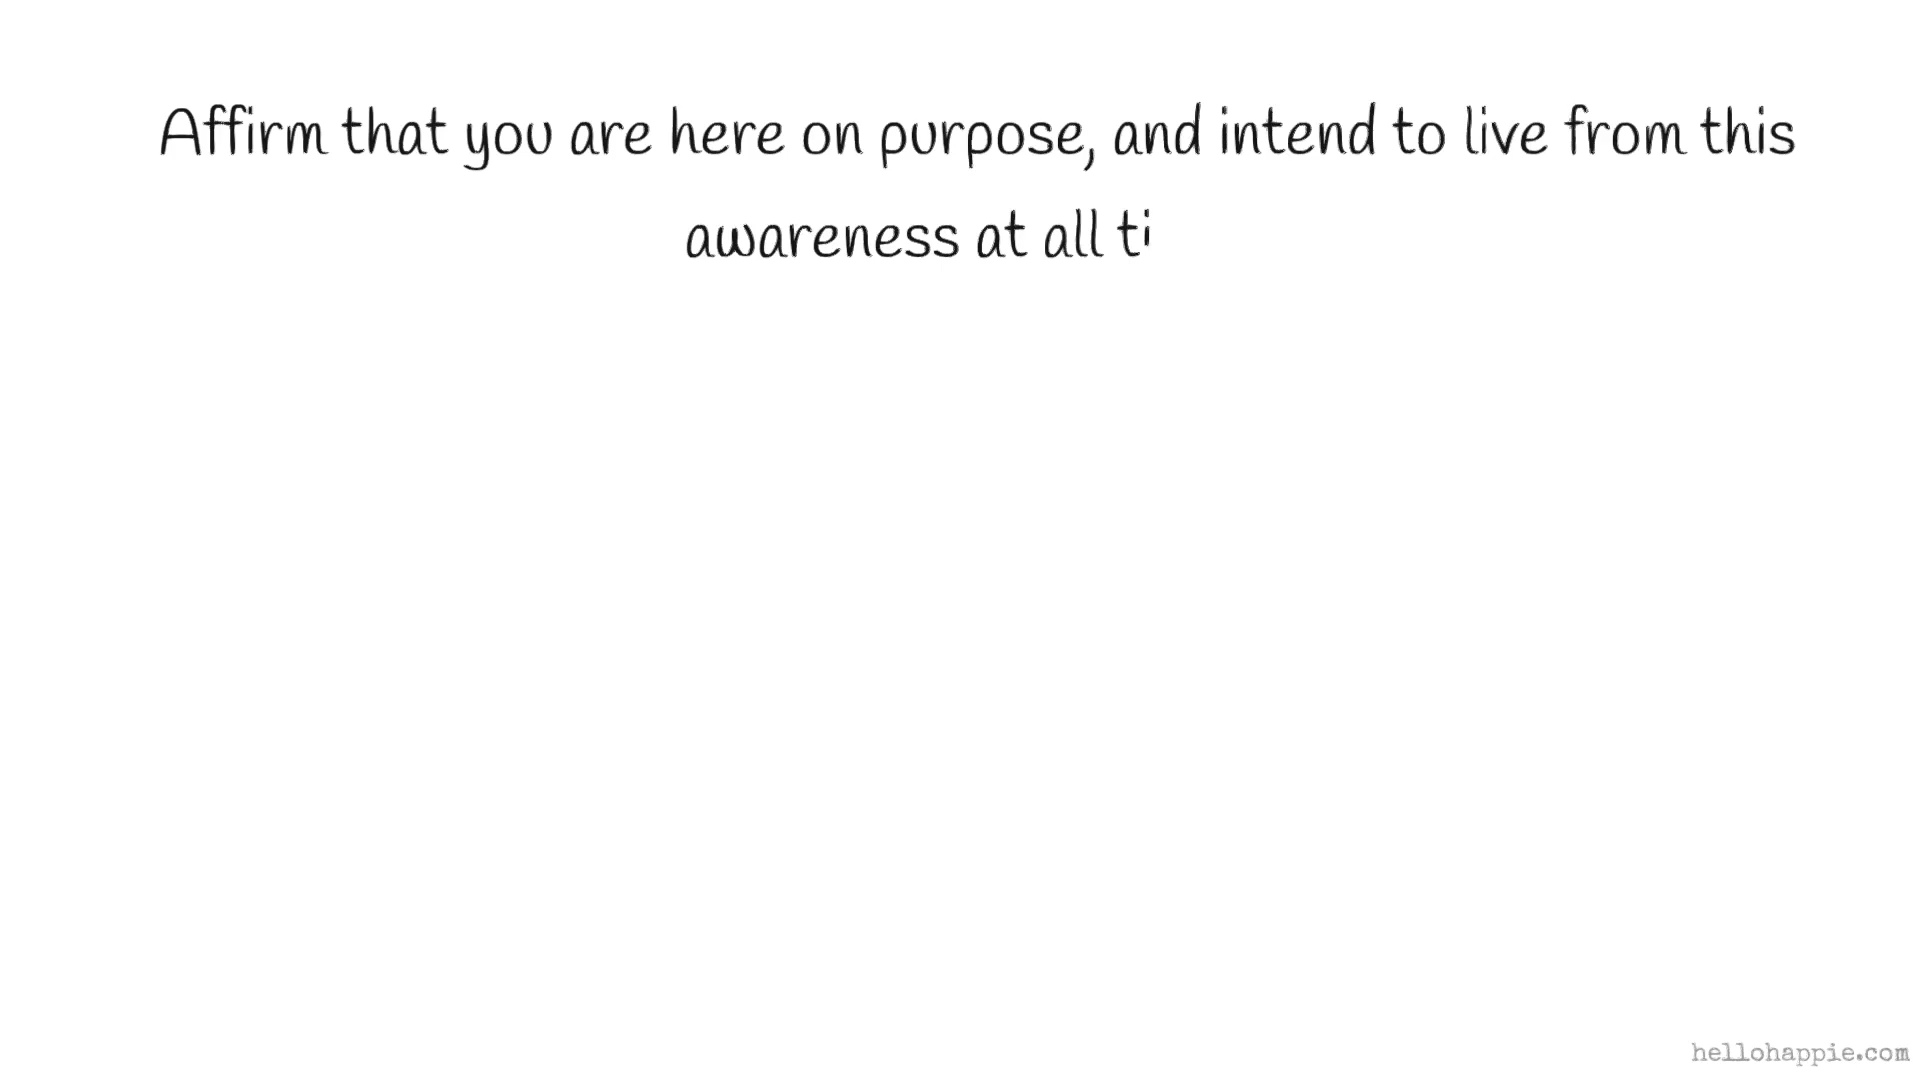 Affirm that you are here on purpose, and intend to live from this
awareness at all ti
hellohappie.com